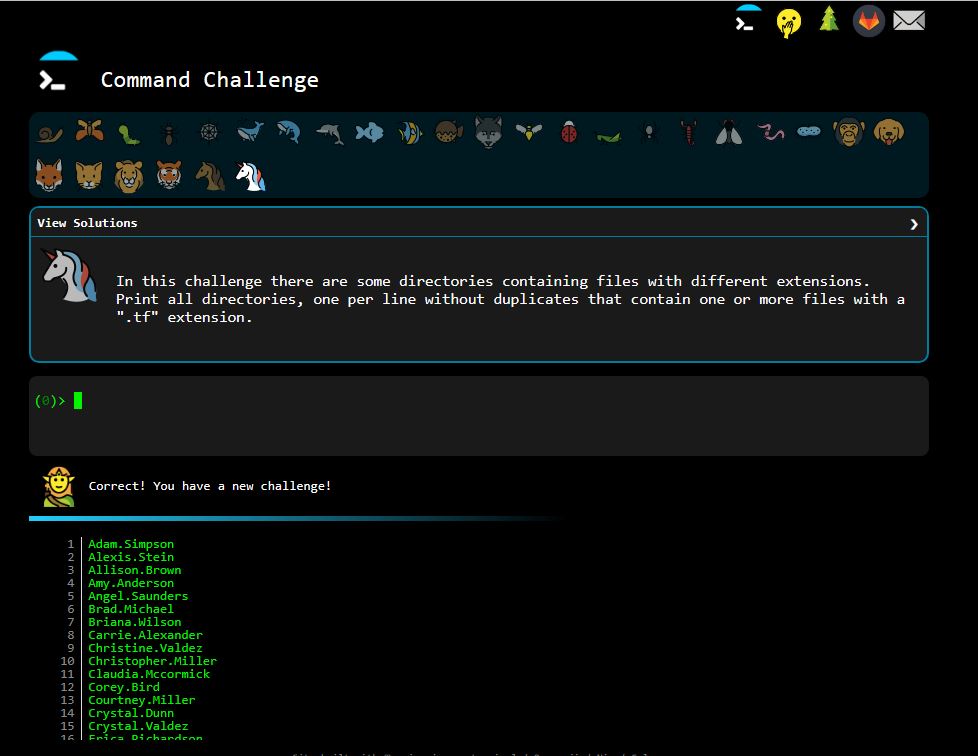 Command Challenge
View Solutions ❯
In this challenge there are some directories containing files with different extensions.
Print all directories, one per line without duplicates that contain one or more files with a
".tf" extension.
(0)>
Correct! You have a new challenge!
1 Adam.Simpson
2 Alexis.Stein
3 Allison.Brown
4 Amy.Anderson
5 Angel.Saunders
6 Brad.Michael
7 Briana.Wilson
8 Carrie.Alexander
9 Christine.Valdez
10 Christopher.Miller
11 Claudia.Mccormick
12 Corey.Bird
13 Courtney.Miller
14 Crystal.Dunn
15 Crystal.Valdez
16 Erica.Richardson